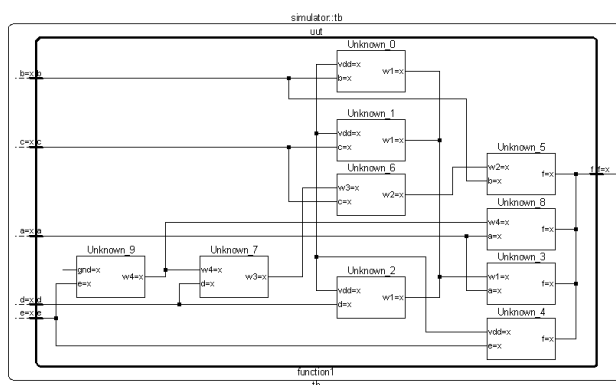 simulator::tb
uut
Unknown_0
vdd=x
w1=x
b=x
b=x b
Unknown_1
vdd=x
w1=x
c=x
c=x c
Unknown_5
w2=x
f=x
b=x
Unknown_6
w3=x
w2=x
c=x
f f=x
Unknown_8
w4=x
f=x
a=x
a=x a
Unknown_9
gnd=x
w4=x
e=x
Unknown_7
w4=x
w3=x
d=x
Unknown_2
vdd=x
w1=x
d=x
Unknown_3
w1=x
f=x
a=x
d=x d
e=x e
Unknown_4
vdd=x
f=x
e=x
function1
tb